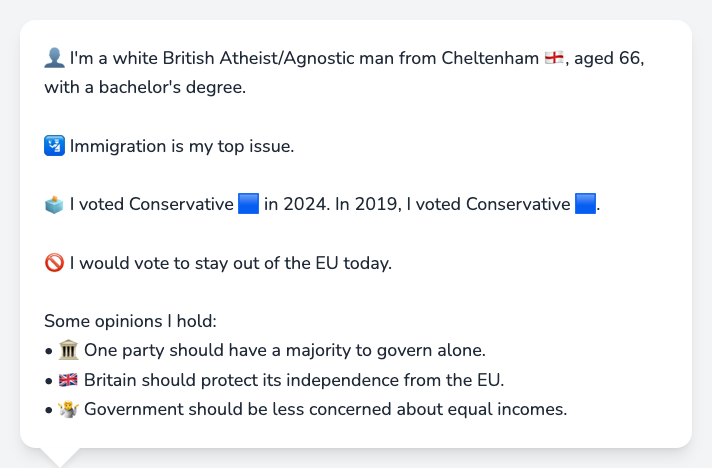 👤 I'm a white British Atheist/Agnostic man from Cheltenham 🏴󠁧󠁢󠁥󠁮󠁧󠁿, aged 66,
with a bachelor's degree.
🛂 Immigration is my top issue.
🗳️ I voted Conservative 🟦 in 2024. In 2019, I voted Conservative 🟦.
🚫 I would vote to stay out of the EU today.
Some opinions I hold:
• 🏛️ One party should have a majority to govern alone.
• 🇬🇧 Britain should protect its independence from the EU.
• 🤷 Government should be less concerned about equal incomes.